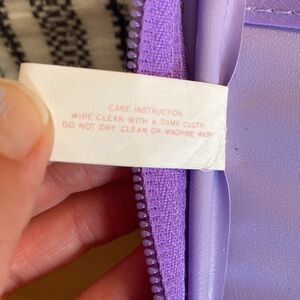 CARE INSTRUCTION
WIPE CLEAN WITH A DAMP CLOTH
DO NOT DRY CLEAN OR MACHINE WASH